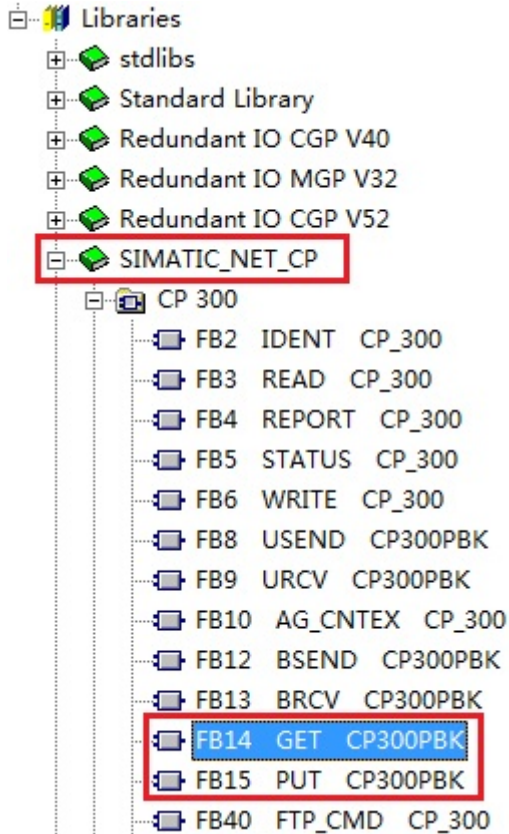 Libraries
stdlibs
Standard Library
Redundant IO CGP V40
Redundant IO MGP V32
Redundant IO CGP V52
SIMATIC_NET_CP
CP 300
FB2 IDENT CP_300
FB3 READ CP_300
FB4 REPORT CP_300
FB5 STATUS CP_300
FB6 WRITE CP_300
FB8 USEND CP300PBK
FB9 URCV CP300PBK
FB10 AG_CNTEX CP_300
FB12 BSEND CP300PBK
FB13 BRCV CP300PBK
FB14 GET CP300PBK
FB15 PUT CP300PBK
FB40 FTP_CMD CP_300